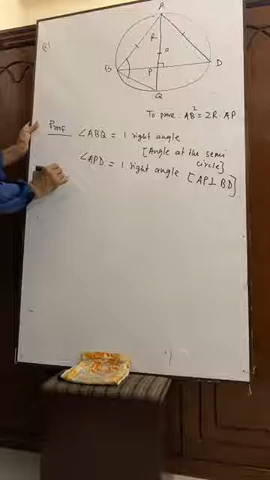 A
R
O
B
P
D
Q
To prove : AB² = 2R·AP
Proof ∠ABQ = 1 right angle
[Angle at the semi
circle]
∠APD = 1 right angle [AP⊥ BD]